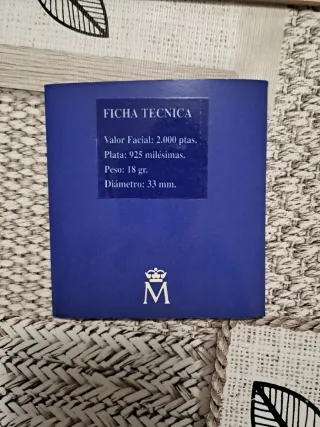 FICHA TECNICA
Valor Facial: 2.000 ptas.
Plata: 925 milésimas.
Peso: 18 gr.
Diámetro: 33 mm.
M